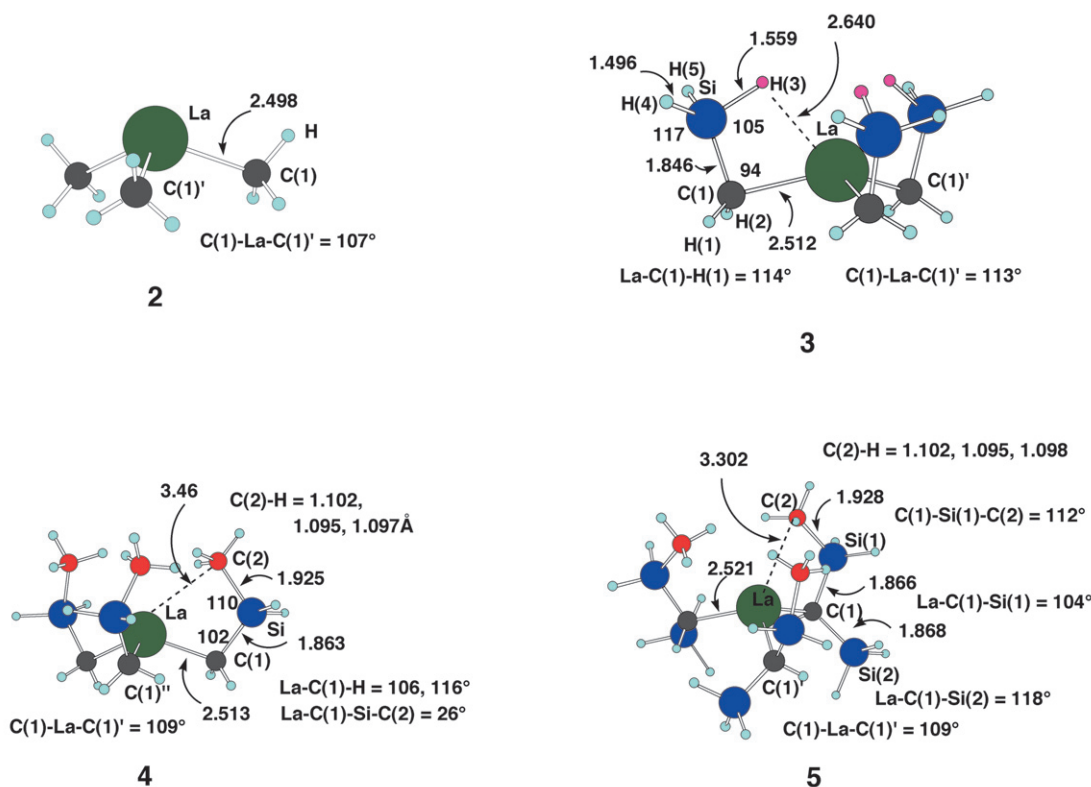 2.498
La
H
C(1)'
C(1)
C(1)-La-C(1)' = 107°
2
2.640
1.559
1.496
H(5)
Si
H(3)
H(4)
La
117
105
1.846
94
C(1)
C(1)'
H(2)
H(1)
2.512
La-C(1)-H(1) = 114°
C(1)-La-C(1)' = 113°
3
3.46
C(2)-H = 1.102,
1.095, 1.097Å
C(2)
1.925
La
110
Si
102
1.863
C(1)
C(1)"
La-C(1)-H = 106, 116°
2.513
La-C(1)-Si-C(2) = 26°
C(1)-La-C(1)' = 109°
4
C(2)-H = 1.102, 1.095, 1.098
3.302
C(2)
1.928
C(1)-Si(1)-C(2) = 112°
Si(1)
2.521
1.866
La
La-C(1)-Si(1) = 104°
C(1)
1.868
C(1)'
Si(2)
La-C(1)-Si(2) = 118°
C(1)-La-C(1)' = 109°
5